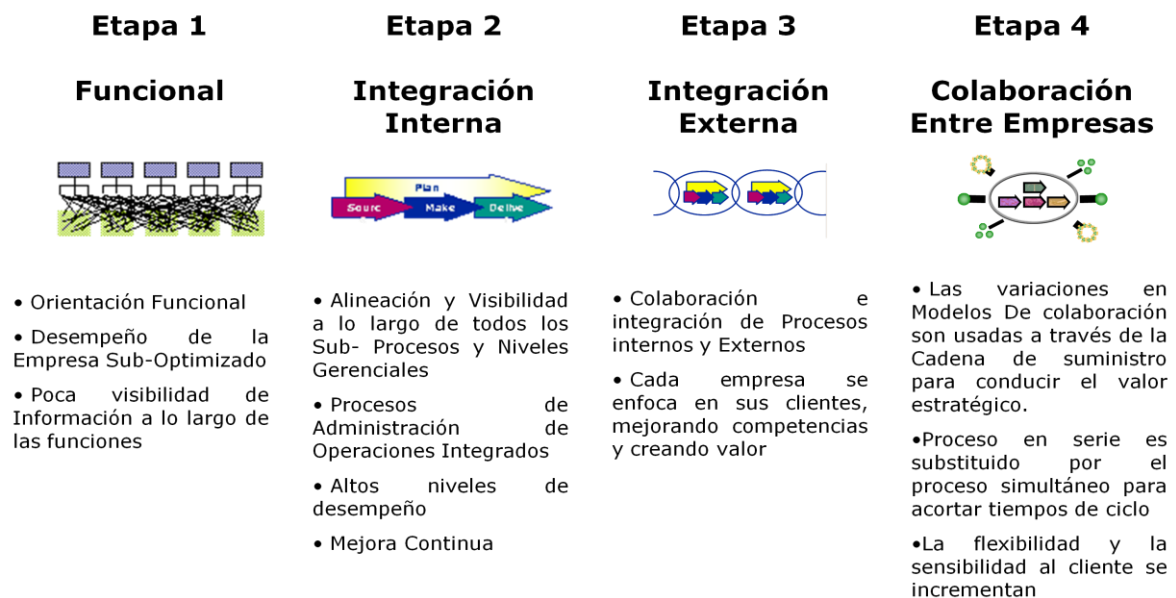 Etapa 1
Funcional
• Orientación Funcional
• Desempeño de la
Empresa Sub-Optimizado
• Poca visibilidad de
Información a lo largo de
las funciones
Etapa 2
Integración
Interna
Plan
Sourc
Make
Delive
• Alineación y Visibilidad
a lo largo de todos los
Sub- Procesos y Niveles
Gerenciales
• Procesos de
Administración de
Operaciones Integrados
• Altos niveles de
desempeño
• Mejora Continua
Etapa 3
Integración
Externa
• Colaboración e
integración de Procesos
internos y Externos
• Cada empresa se
enfoca en sus clientes,
mejorando competencias
y creando valor
Etapa 4
Colaboración
Entre Empresas
• Las variaciones en
Modelos De colaboración
son usadas a través de la
Cadena de suministro
para conducir el valor
estratégico.
•Proceso en serie es
substituido por el
proceso simultáneo para
acortar tiempos de ciclo
•La flexibilidad y la
sensibilidad al cliente se
incrementan